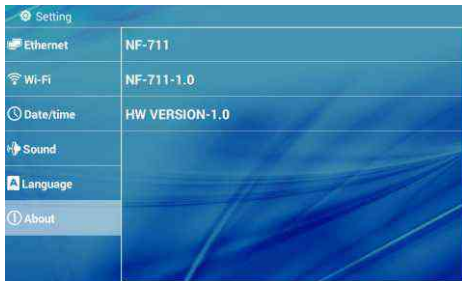 Setting
Ethernet
NF-711
Wi-Fi
NF-711-1.0
Date/time
HW VERSION-1.0
Sound
A Language
About